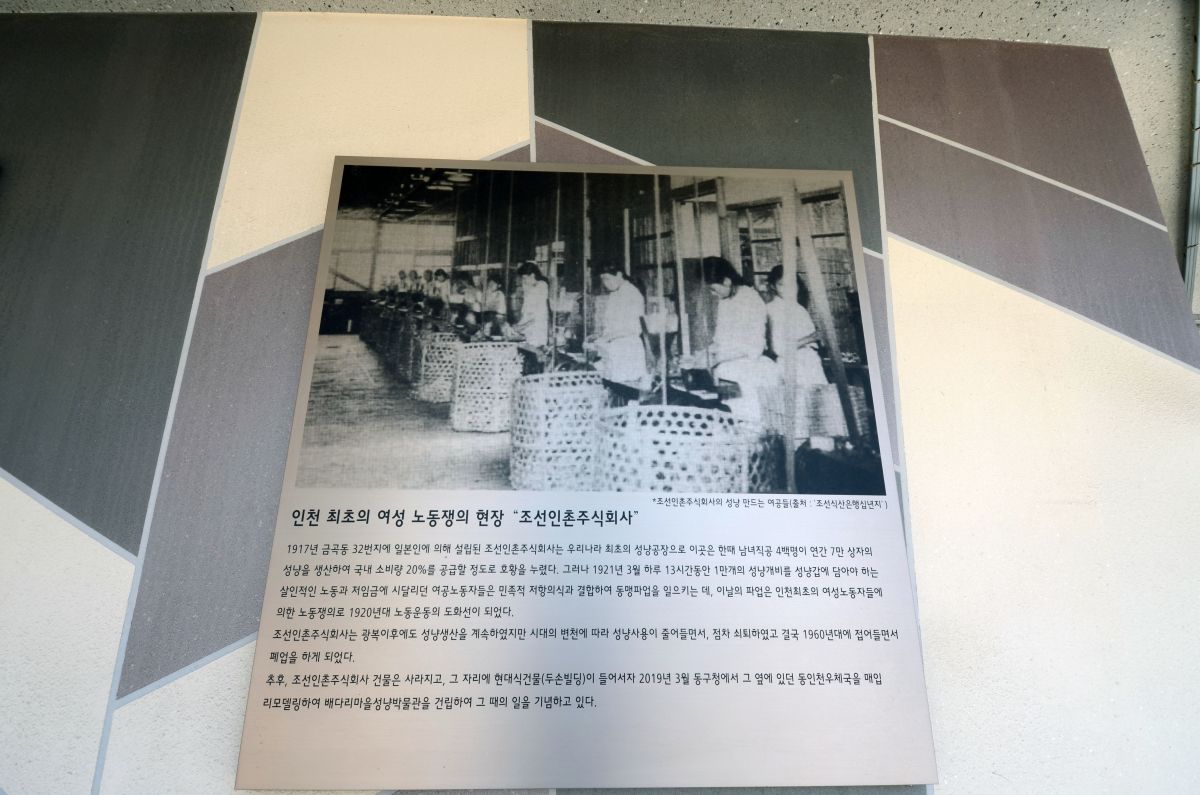 *조선인촌주식회사의 성냥 만드는 여공들(출처 : '조선식산은행십년지')
인천 최초의 여성 노동쟁의 현장 “조선인촌주식회사”
1917년 금곡동 32번지에 일본인에 의해 설립된 조선인촌주식회사는 우리나라 최초의 성냥공장으로 이곳은 한때 남녀직공 4백명이 연간 7만 상자의
성냥을 생산하여 국내 소비량 20%를 공급할 정도로 호황을 누렸다. 그러나 1921년 3월 하루 13시간동안 1만개의 성냥개비를 성냥갑에 담아야 하는
살인적인 노동과 저임금에 시달리던 여공노동자들은 민족적 저항의식과 결합하여 동맹파업을 일으키는 데, 이날의 파업은 인천최초의 여성노동자들에
의한 노동쟁의로 1920년대 노동운동의 도화선이 되었다.
조선인촌주식회사는 광복이후에도 성냥생산을 계속하였지만 시대의 변천에 따라 성냥사용이 줄어들면서, 점차 쇠퇴하였고 결국 1960년대에 접어들면서
폐업을 하게 되었다.
추후, 조선인촌주식회사 건물은 사라지고, 그 자리에 현대식건물(두손빌딩)이 들어서자 2019년 3월 동구청에서 그 옆에 있던 동인천우체국을 매입
리모델링하여 배다리마을성냥박물관을 건립하여 그 때의 일을 기념하고 있다.